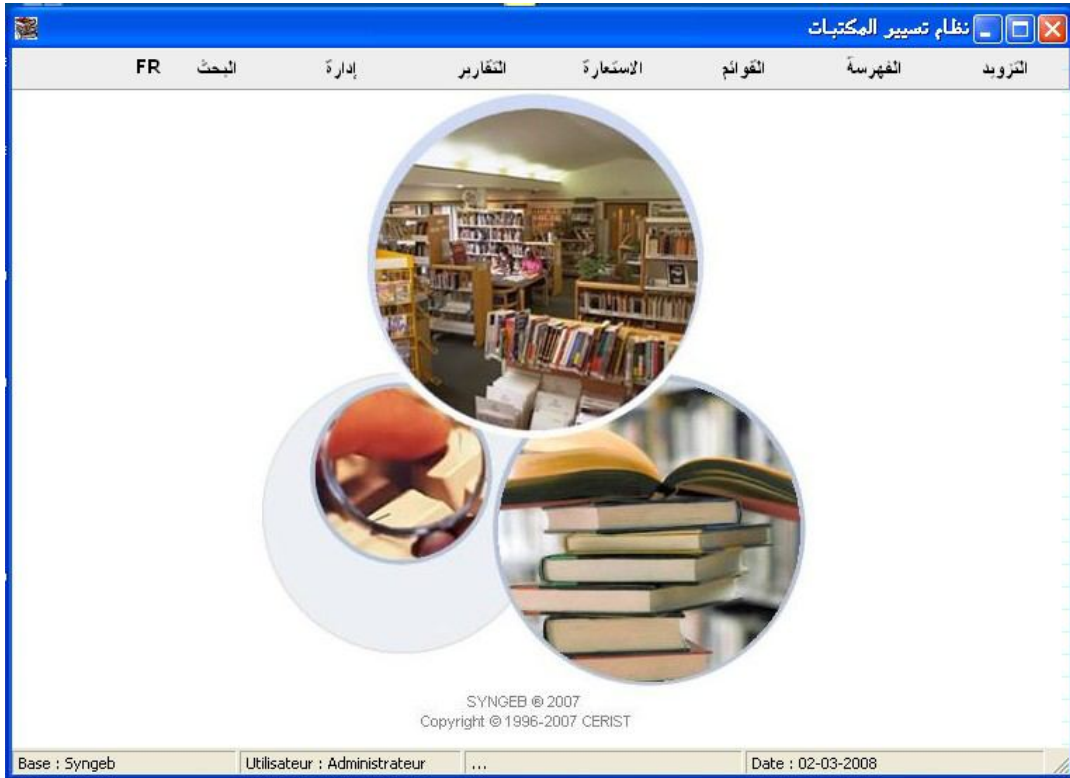 نظام تسيير المكتبات
التزويد الفهرسة القوائم الاستعارة التقارير إدارة البحث FR
SYNGEB ® 2007
Copyright © 1996-2007 CERIST
Base : Syngeb Utilisateur : Administrateur ... Date : 02-03-2008